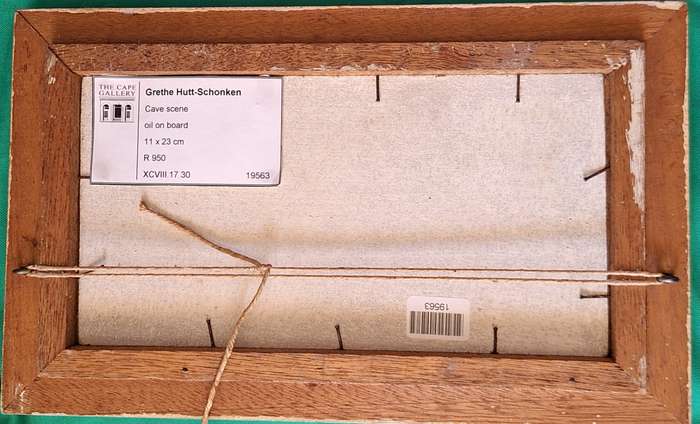 THE CAPE
GALLERY
Grethe Hutt-Schonken
Cave scene
oil on board
11 x 23 cm
R 950
XCVIII 17 30 19563
19563